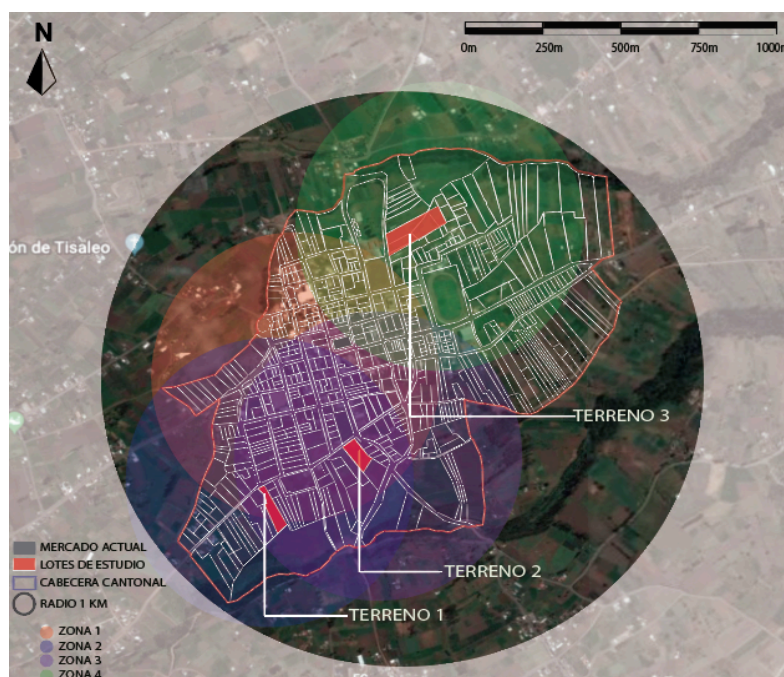 N
0m 250m 500m 750m 1000m
ón de Tisaleo
TERRENO 3
TERRENO 2
TERRENO 1
MERCADO ACTUAL
LOTES DE ESTUDIO
CABECERA CANTONAL
RADIO 1 KM
ZONA 1
ZONA 2
ZONA 3
ZONA 4